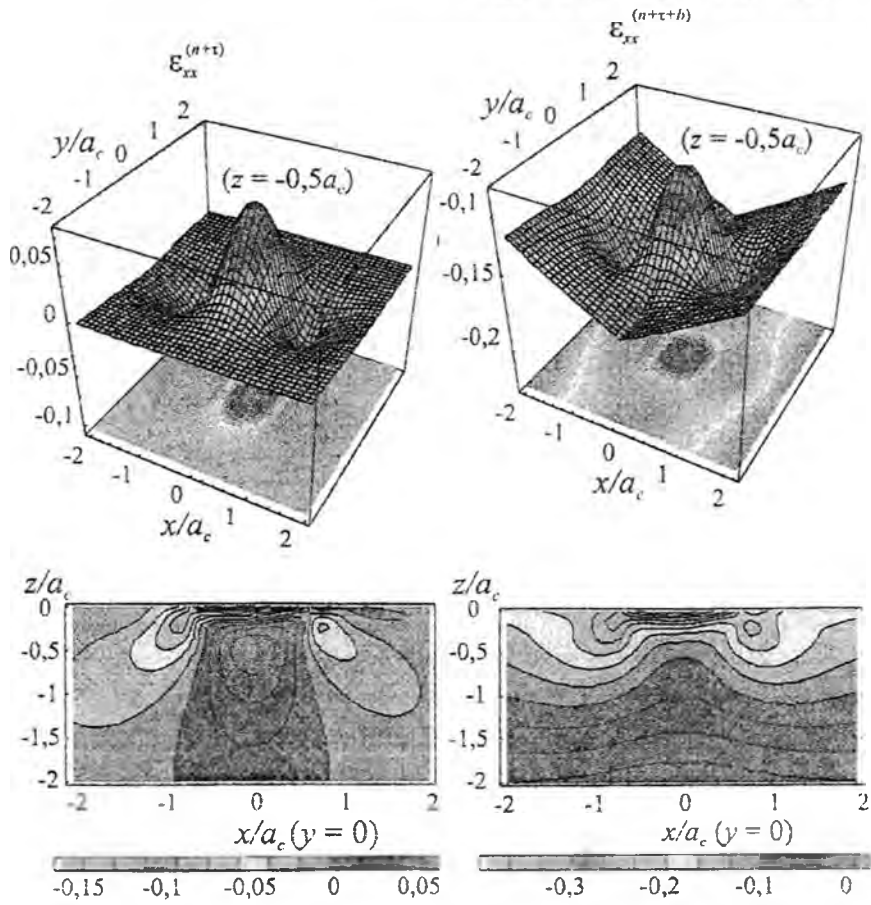 ε_xx^(n+τ)
2
1
0
-1
-2
y/a_c
(z = -0,5a_c)
0,05
0
-0,05
-0,1
-2
-1
0
1
2
x/a_c
ε_xx^(n+τ+b)
2
1
0
-1
-2
y/a_c
(z = -0,5a_c)
-0,1
-0,15
-0,2
-2
-1
0
1
2
x/a_c
z/a_c
0
-0,5
-1
-1,5
-2
-2 -1 0 1 2
x/a_c (y = 0)
-0,15 -0,1 -0,05 0 0,05
z/a_c
0
-0,5
-1
-1,5
-2
-2 -1 0 1 2
x/a_c (y = 0)
-0,3 -0,2 -0,1 0